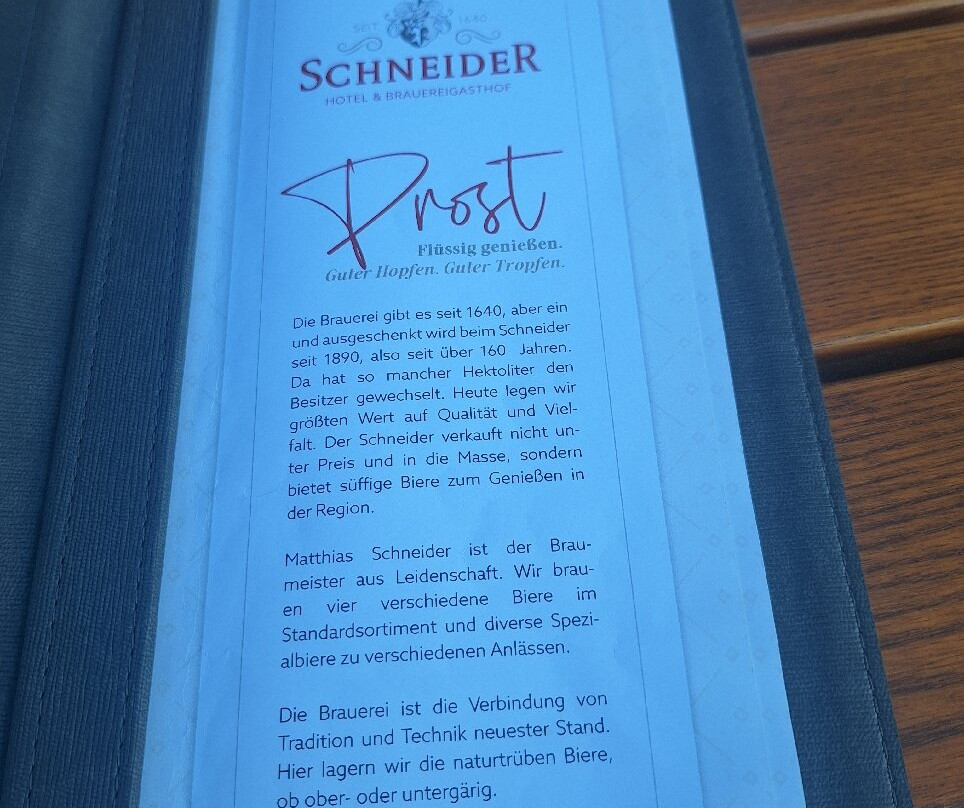 SEIT 1640
SCHNEIDER
HOTEL & BRAUEREIGASTHOF
Prost
Flüssig genießen.
Guter Hopfen. Guter Tropfen.
Die Brauerei gibt es seit 1640, aber ein
und ausgeschenkt wird beim Schneider
seit 1890, also seit über 160 Jahren.
Da hat so mancher Hektoliter den
Besitzer gewechselt. Heute legen wir
größten Wert auf Qualität und Viel-
falt. Der Schneider verkauft nicht un-
ter Preis und in die Masse, sondern
bietet süffige Biere zum Genießen in
der Region.
Matthias Schneider ist der Brau-
meister aus Leidenschaft. Wir brau-
en vier verschiedene Biere im
Standardsortiment und diverse Spezi-
albiere zu verschiedenen Anlässen.
Die Brauerei ist die Verbindung von
Tradition und Technik neuester Stand.
Hier lagern wir die naturtrüben Biere,
ob ober- oder untergärig.